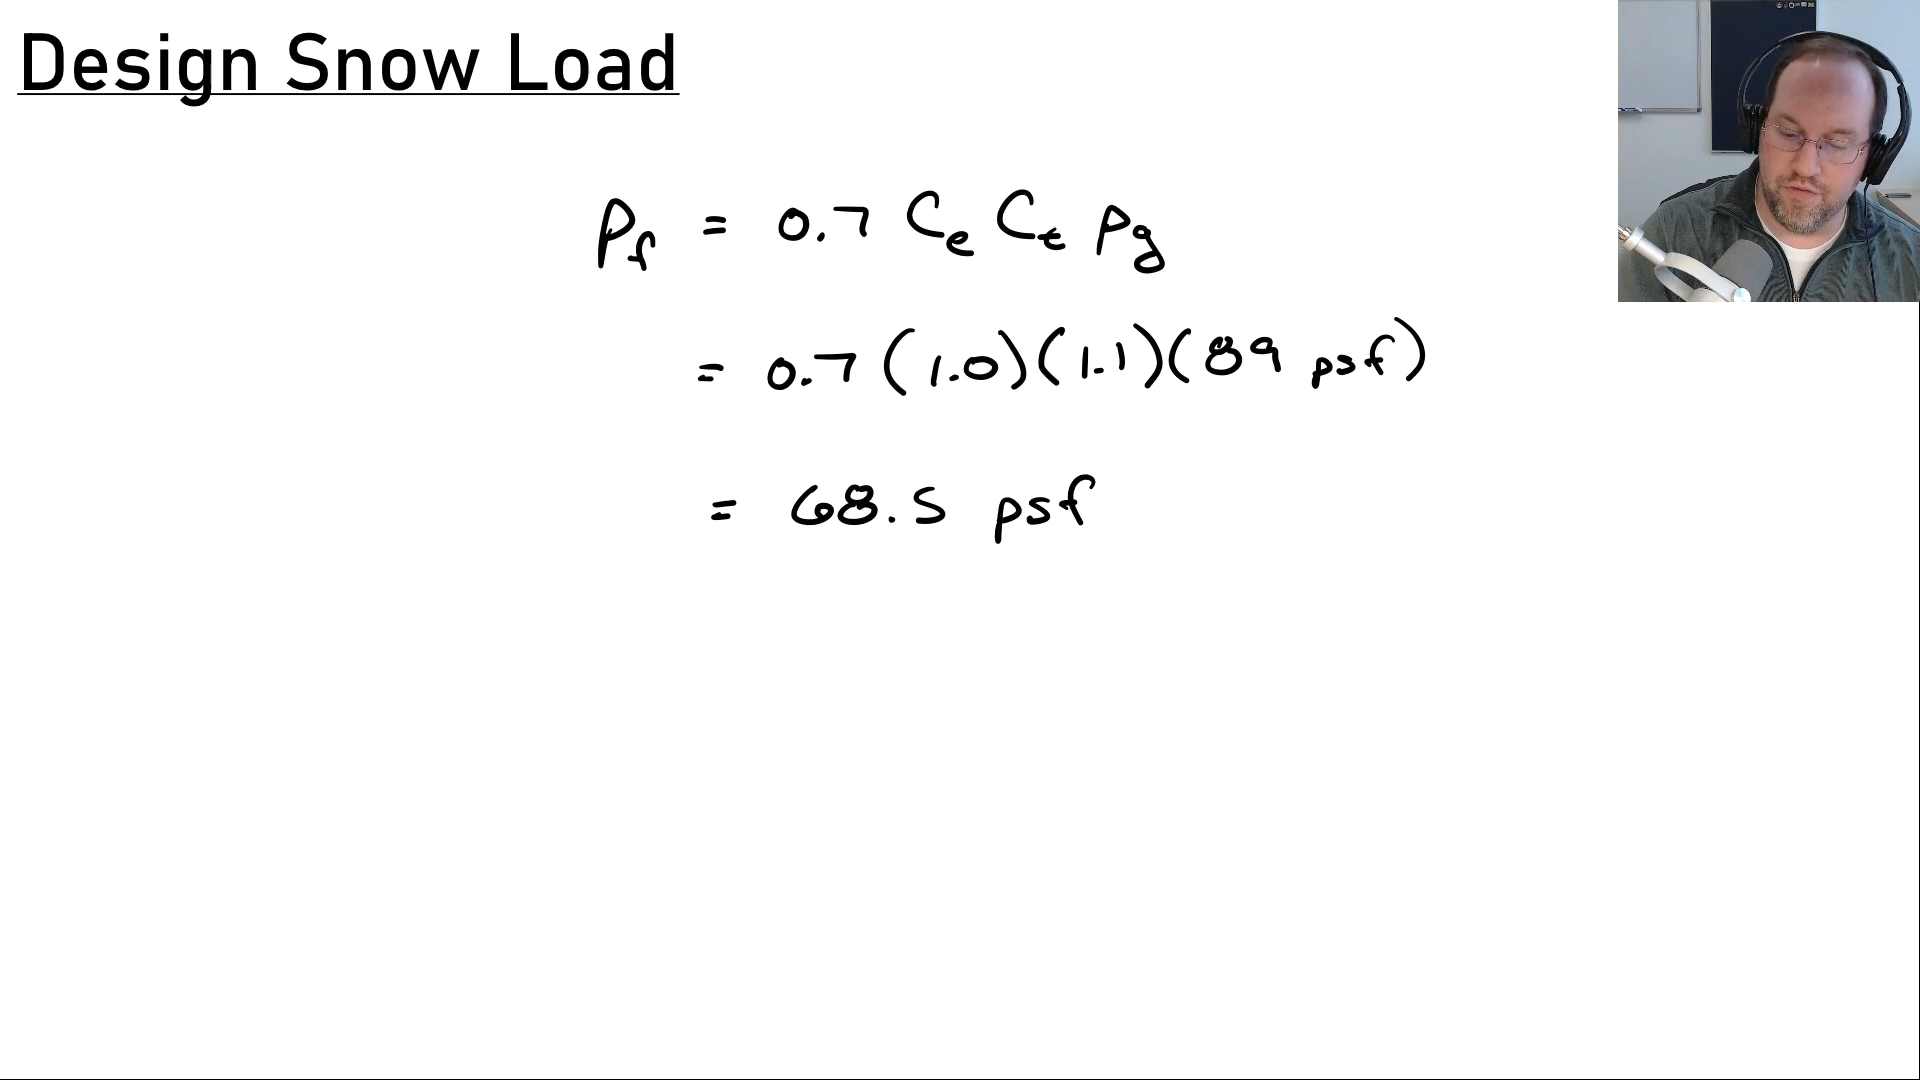 Design Snow Load
Pf = 0.7 Ce Ct Pg
= 0.7 (1.0)(1.1)(89 psf)
= 68.5 psf